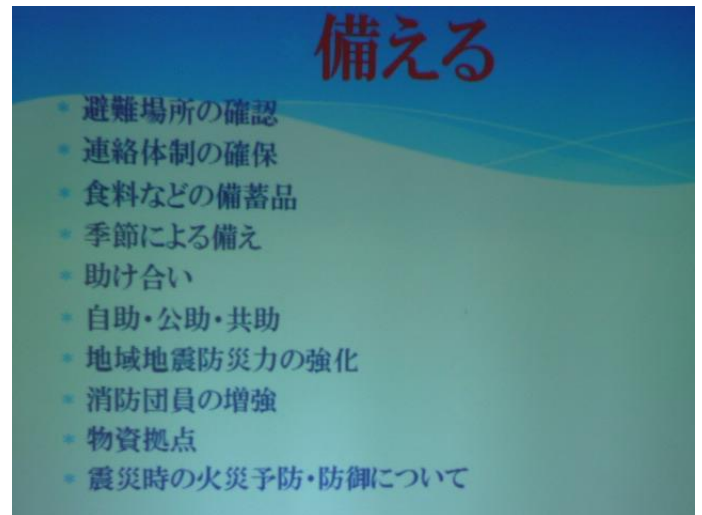 備える
* 避難場所の確認
* 連絡体制の確保
* 食料などの備蓄品
* 季節による備え
* 助け合い
* 自助・公助・共助
* 地域地震防災力の強化
* 消防団員の増強
* 物資拠点
* 震災時の火災予防・防御について